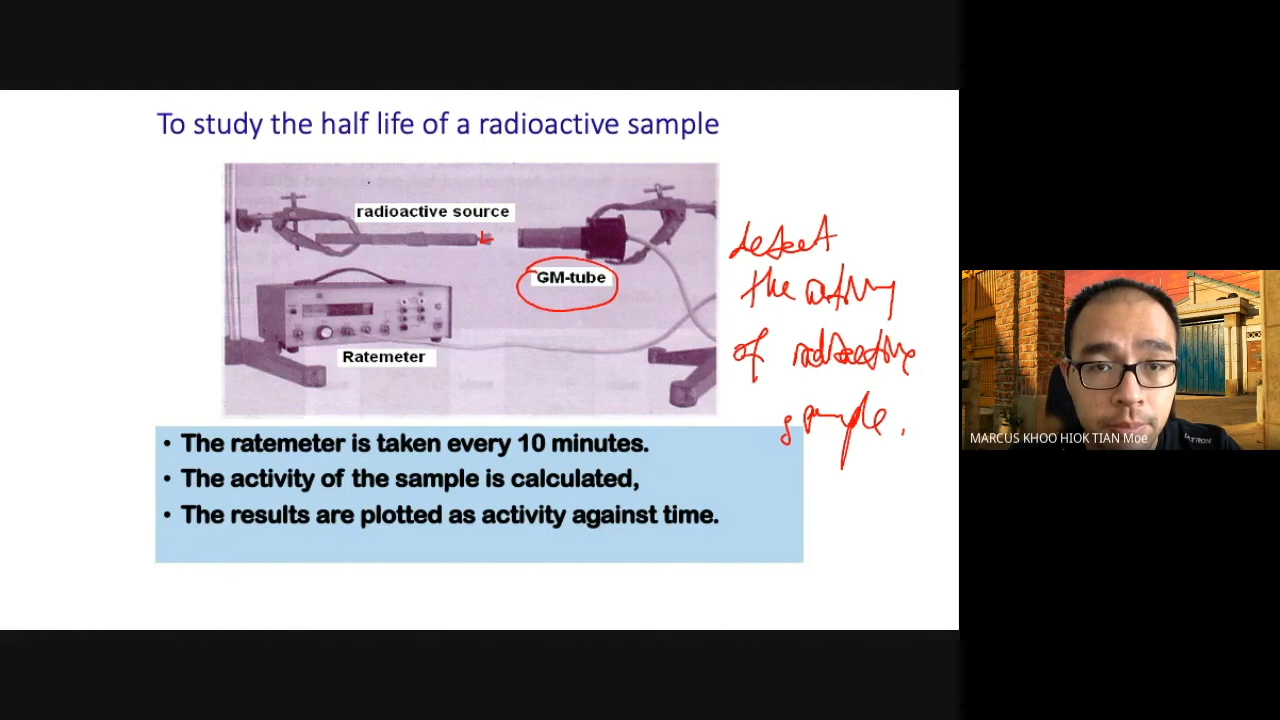 To study the half life of a radioactive sample
radioactive source
GM-tube
Ratemeter
detect
the activity
of radioactive
sample.
• The ratemeter is taken every 10 minutes.
• The activity of the sample is calculated,
• The results are plotted as activity against time.
MARCUS KHOO HIOK TIAN Moe